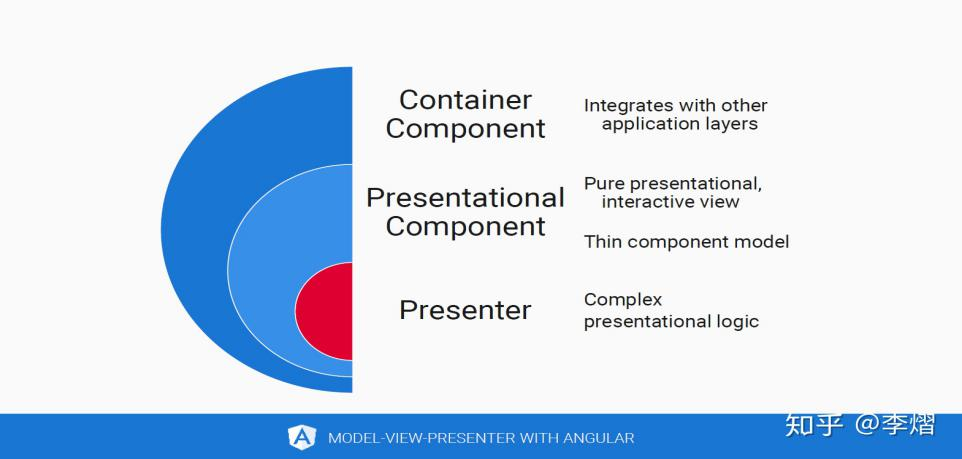 Container
Component
Integrates with other
application layers
Presentational
Component
Pure presentational,
interactive view
Thin component model
Presenter
Complex
presentational logic
MODEL-VIEW-PRESENTER WITH ANGULAR
知乎 @李熠